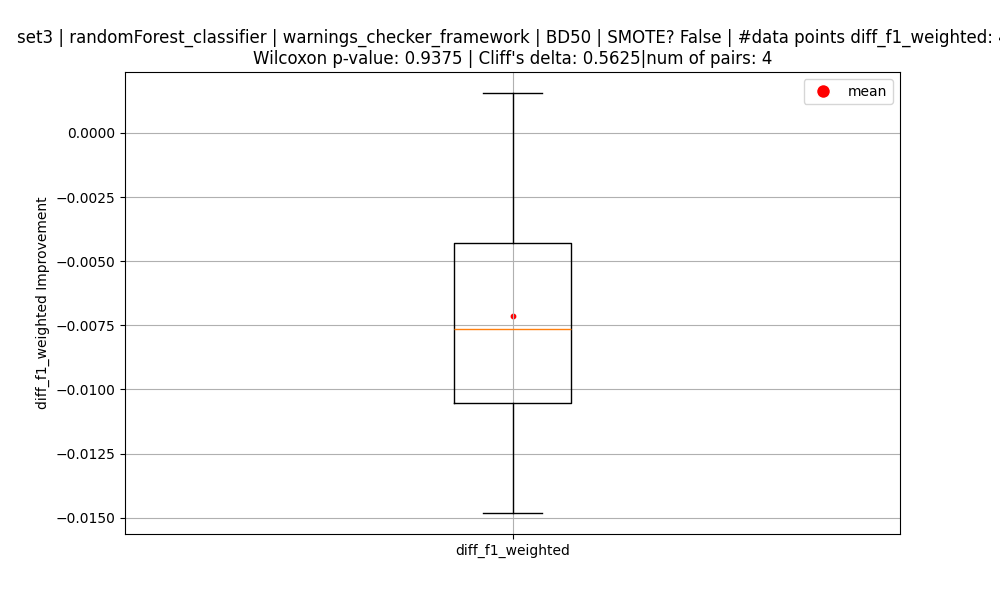 set3 | randomForest_classifier | warnings_checker_framework | BD50 | SMOTE? False | #data points diff_f1_weighted:
Wilcoxon p-value: 0.9375 | Cliff's delta: 0.5625|num of pairs: 4
mean
0.0000
−0.0025
−0.0050
−0.0075
−0.0100
−0.0125
−0.0150
diff_f1_weighted Improvement
diff_f1_weighted